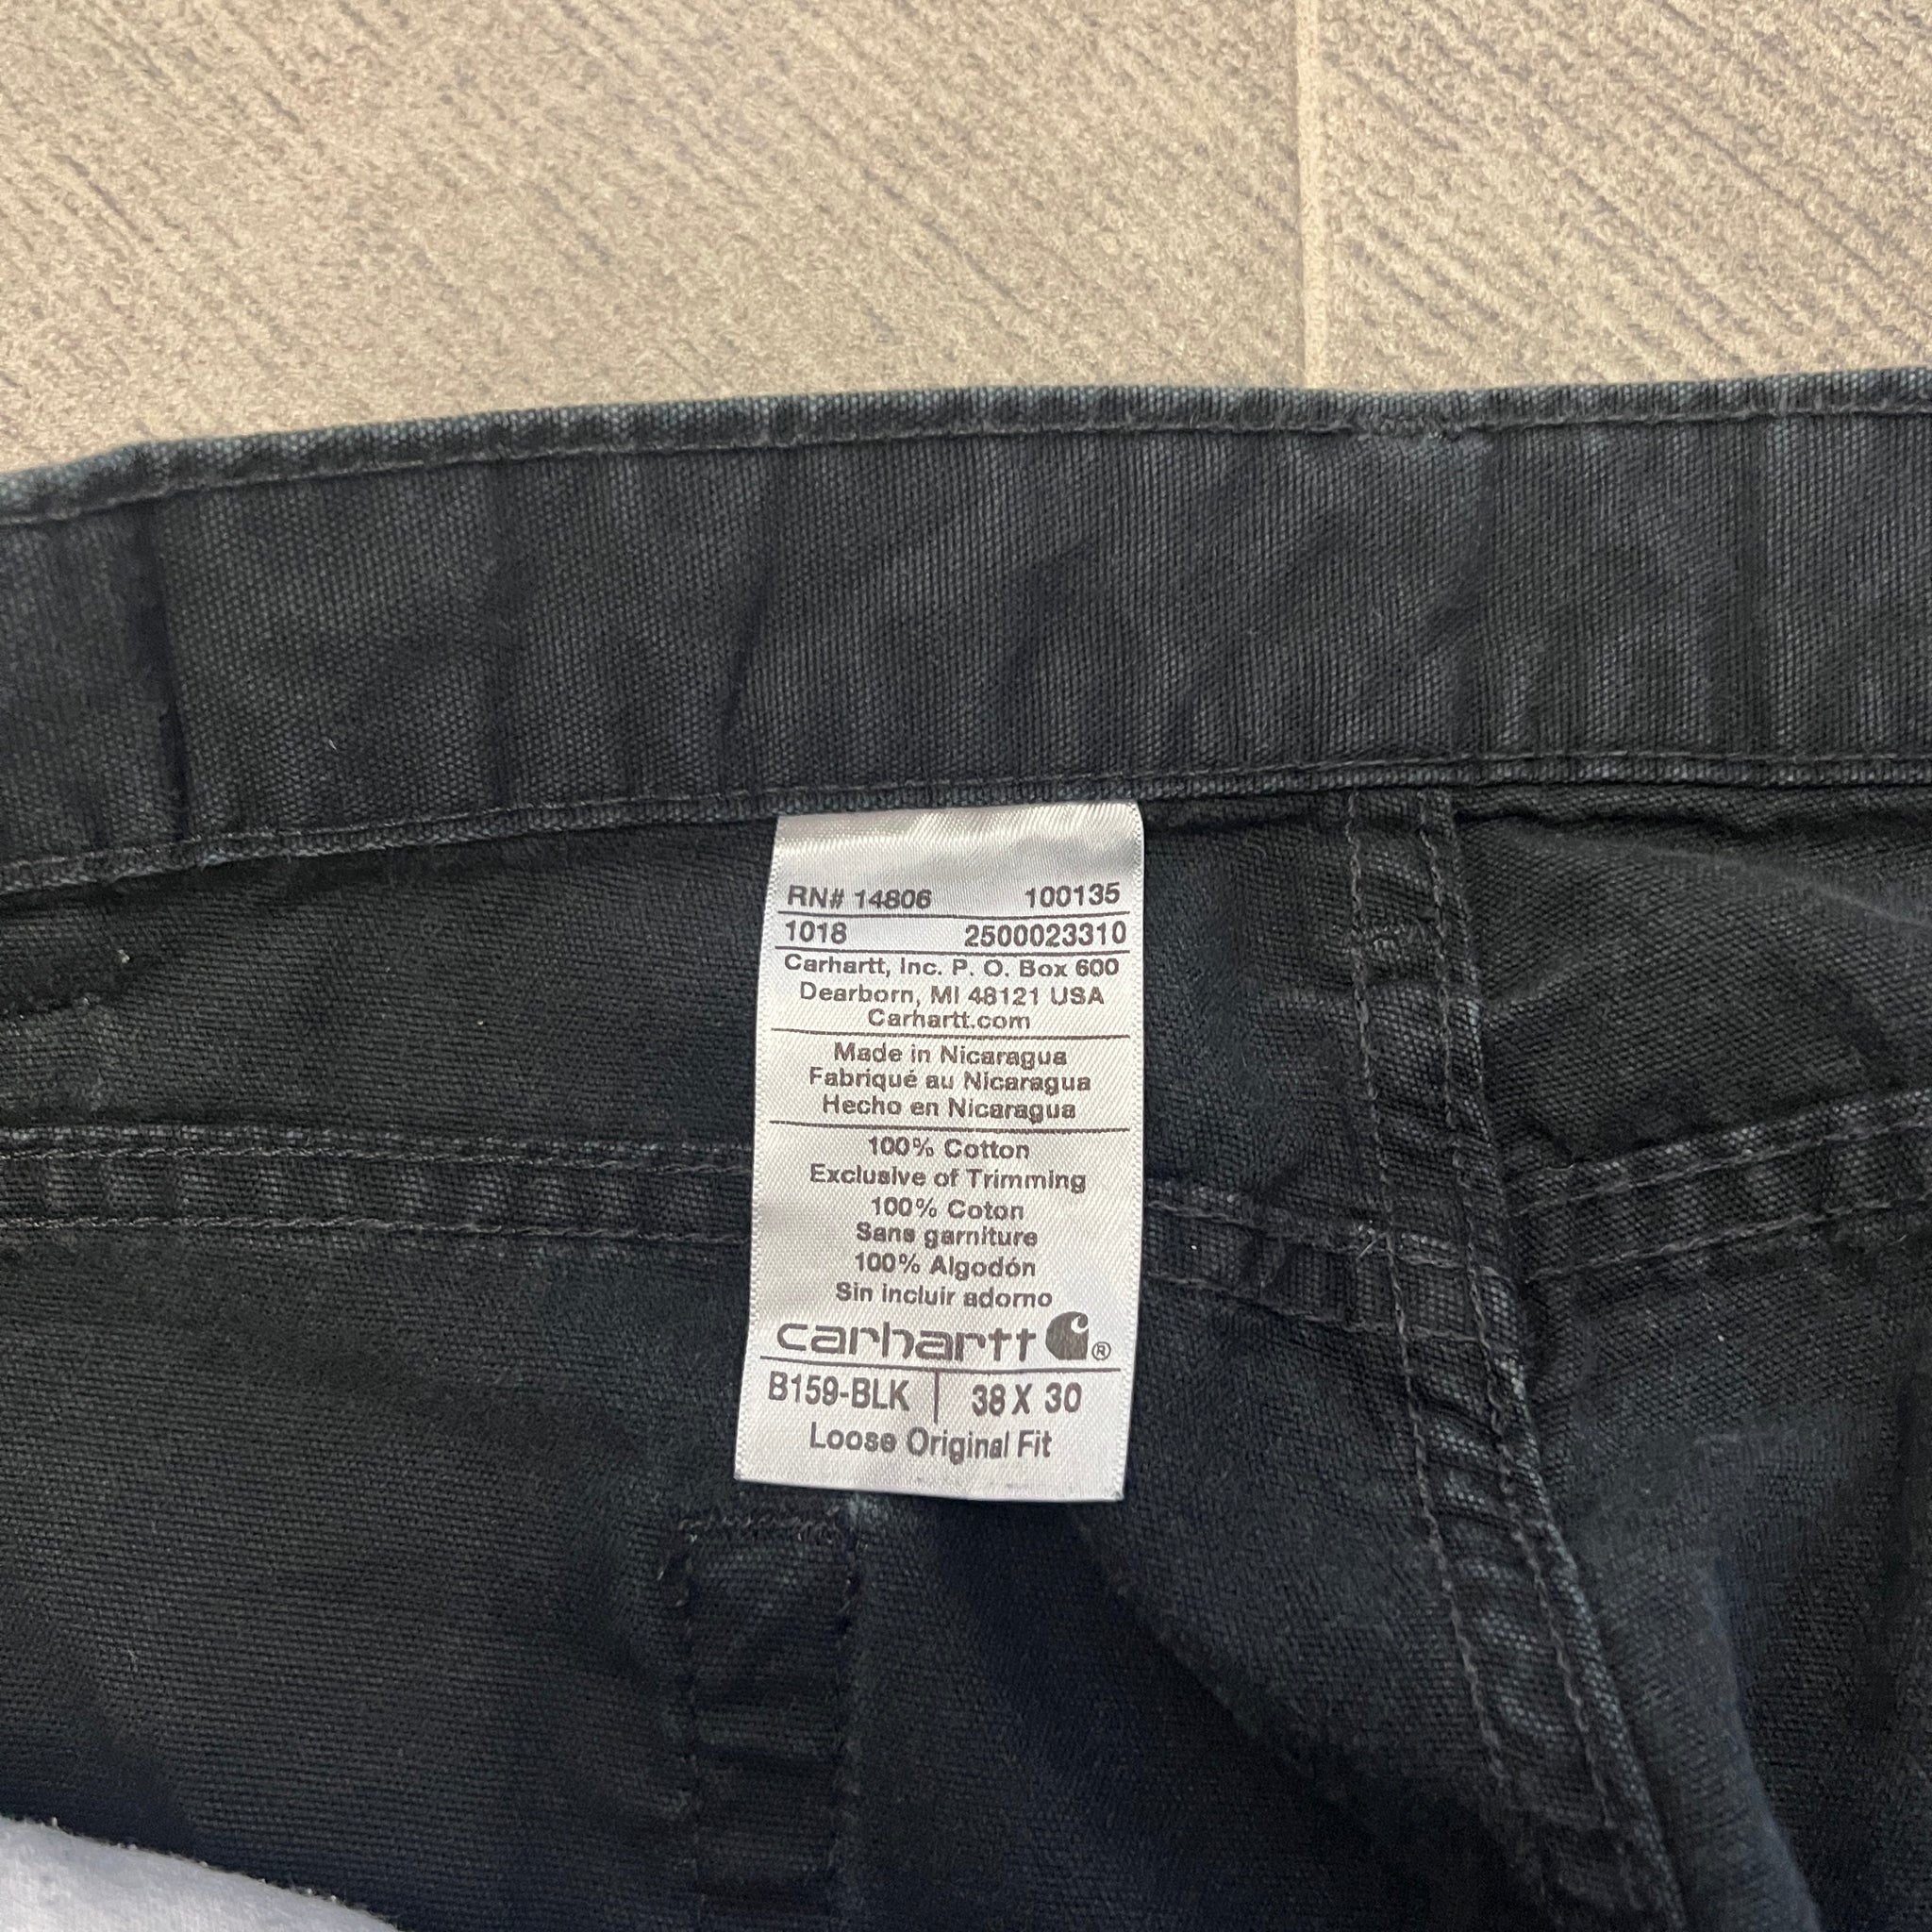 RN# 14806 100135
1018 2500023310
Carhartt, Inc. P. O. Box 600
Dearborn, MI 48121 USA
Carhartt.com
Made in Nicaragua
Fabriqué au Nicaragua
Hecho en Nicaragua
100% Cotton
Exclusive of Trimming
100% Coton
Sans garniture
100% Algodón
Sin incluir adorno
carhartt ®
B159-BLK 38 X 30
Loose Original Fit